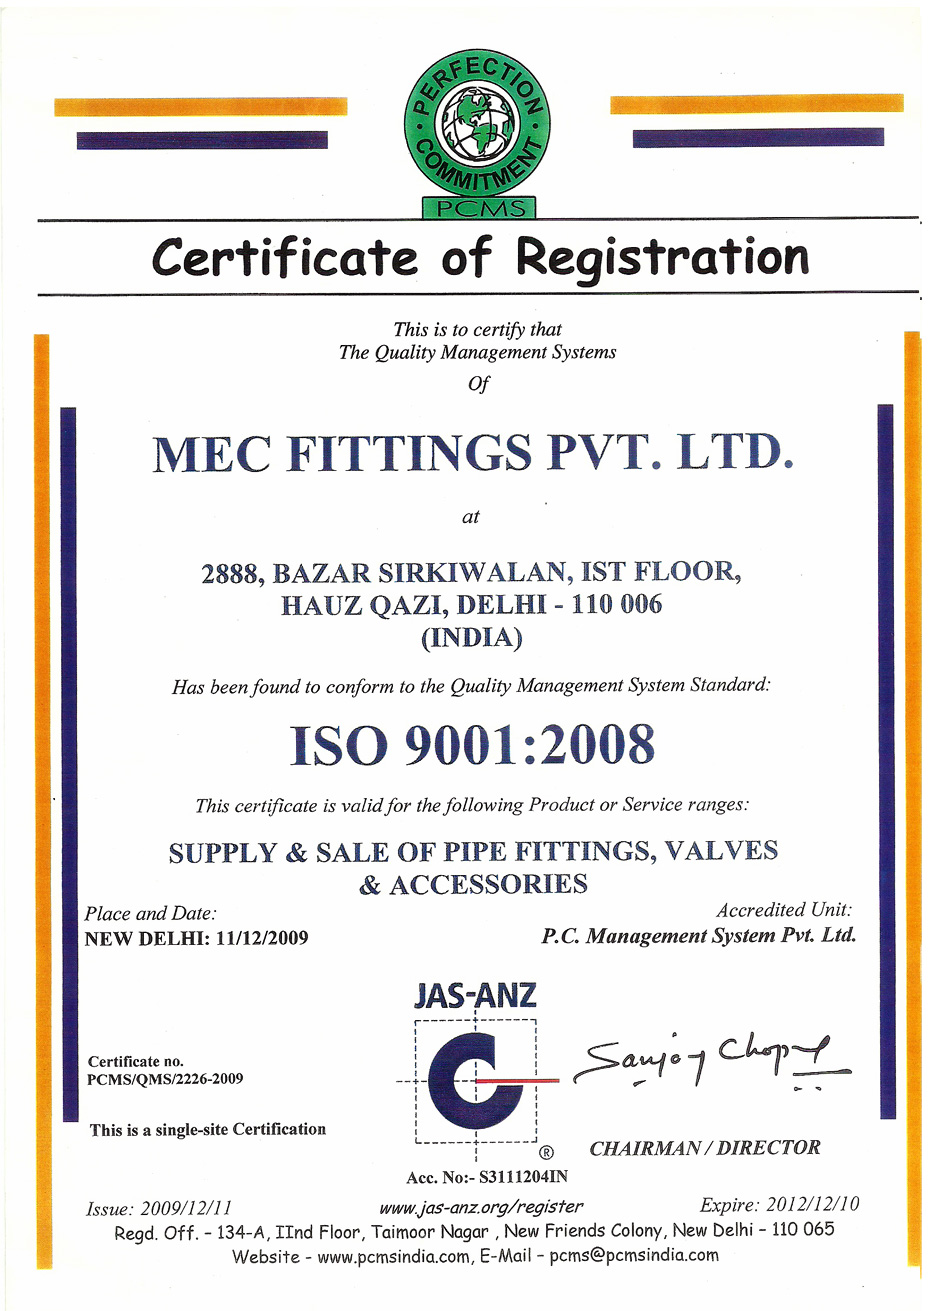 PERFECTION
COMMITMENT
PCMS
Certificate of Registration
This is to certify that
The Quality Management Systems
Of
MEC FITTINGS PVT. LTD.
at
2888, BAZAR SIRKIWALAN, IST FLOOR,
HAUZ QAZI, DELHI - 110 006
(INDIA)
Has been found to conform to the Quality Management System Standard:
ISO 9001:2008
This certificate is valid for the following Product or Service ranges:
SUPPLY & SALE OF PIPE FITTINGS, VALVES
& ACCESSORIES
Place and Date:
NEW DELHI: 11/12/2009
Accredited Unit:
P.C. Management System Pvt. Ltd.
JAS-ANZ
Certificate no.
PCMS/QMS/2226-2009
This is a single-site Certification
®
Sanjoy
CHAIRMAN / DIRECTOR
Acc. No:- S3111204IN
Issue: 2009/12/11
www.jas-anz.org/register
Expire: 2012/12/10
Regd. Off. - 134-A, IInd Floor, Taimoor Nagar , New Friends Colony, New Delhi - 110 065
Website - www.pcmsindia.com, E-Mail - pcms@pcmsindia.com